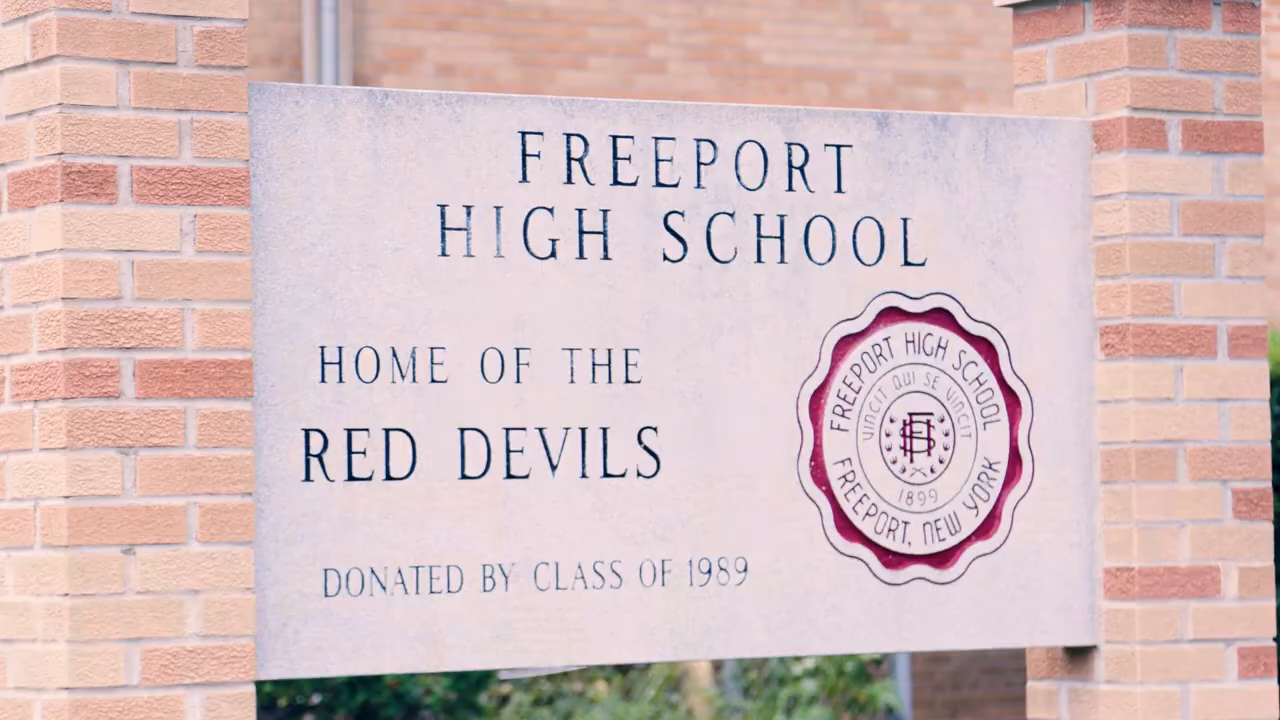 FREEPORT
HIGH SCHOOL
HOME OF THE
RED DEVILS
DONATED BY CLASS OF 1989
FREEPORT HIGH SCHOOL
VINCIT QUI SE VINCIT
FHS
1899
FREEPORT, NEW YORK